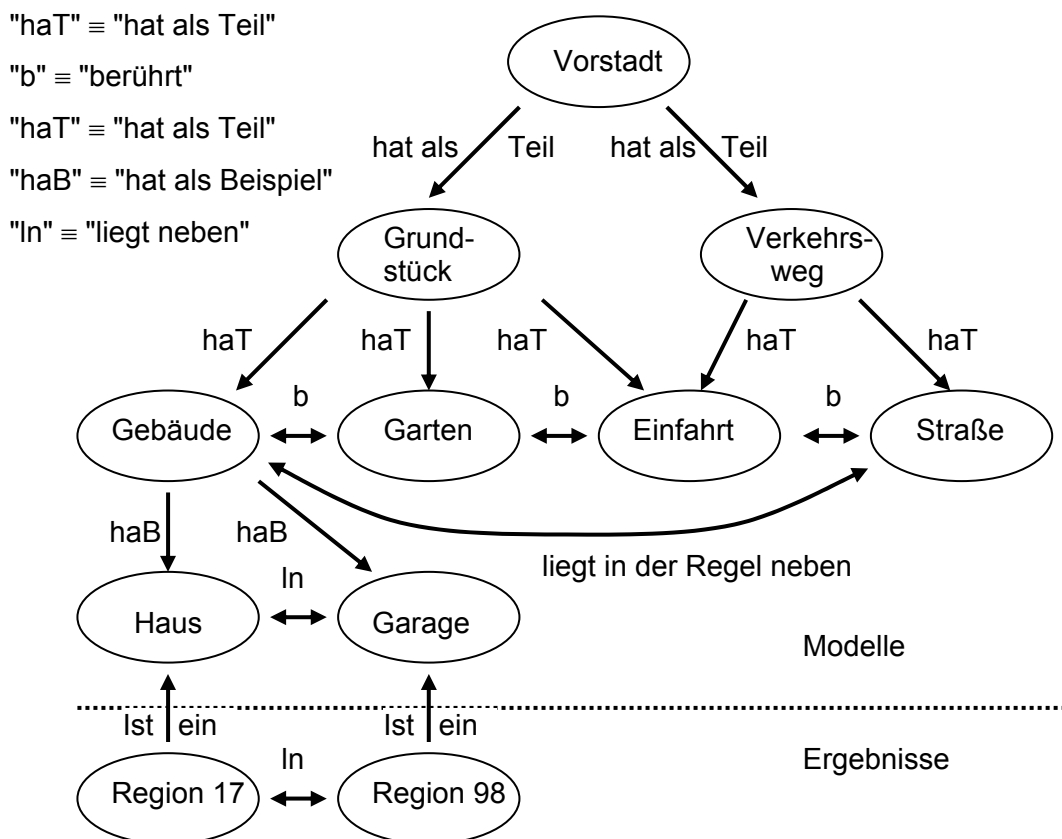 "haT" ≡ "hat als Teil"
"b" ≡ "berührt"
"haT" ≡ "hat als Teil"
"haB" ≡ "hat als Beispiel"
"ln" ≡ "liegt neben"
Vorstadt
hat als Teil hat als Teil
Grund-
stück
Verkehrs-
weg
haT haT haT haT haT
b b b
Gebäude Garten Einfahrt Straße
haB haB
liegt in der Regel neben
ln
Haus Garage
Modelle
Ist ein Ist ein
Ergebnisse
ln
Region 17 Region 98